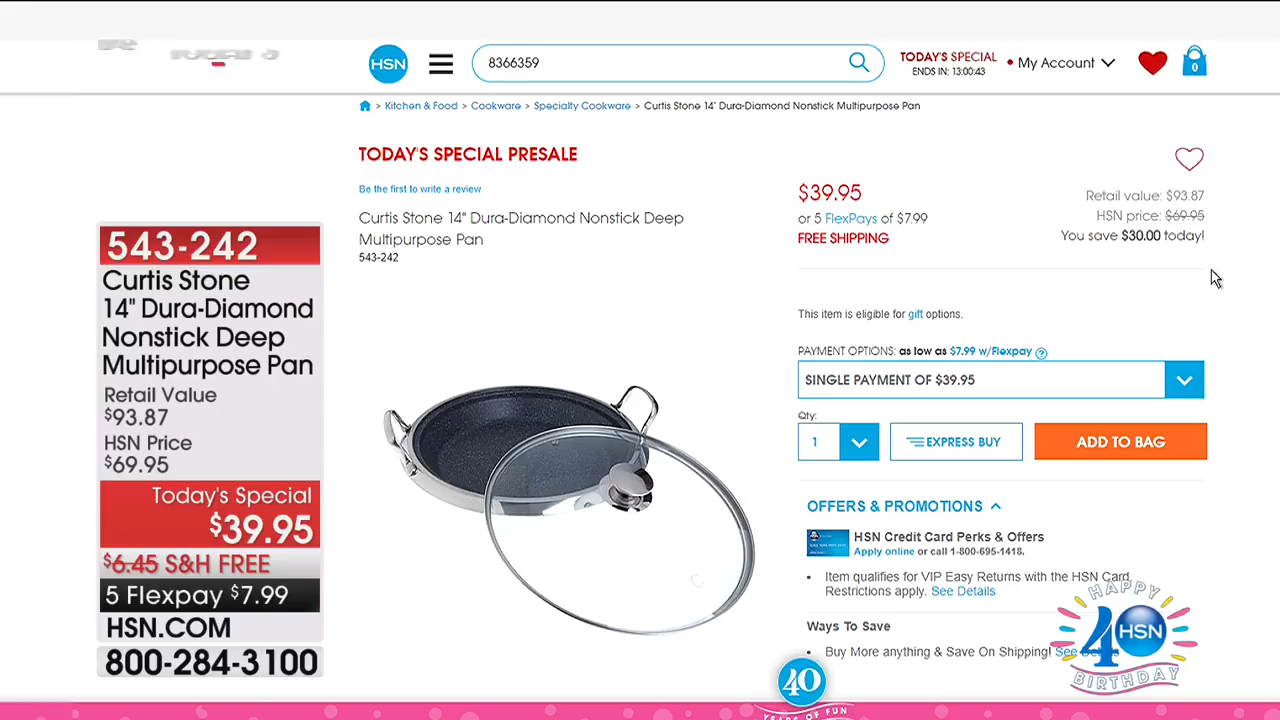 HSN
8366359
TODAY'S SPECIAL
ENDS IN: 13:00:43
My Account
0
Kitchen & Food > Cookware > Specialty Cookware > Curtis Stone 14" Dura-Diamond Nonstick Multipurpose Pan
TODAY'S SPECIAL PRESALE
Be the first to write a review
Curtis Stone 14" Dura-Diamond Nonstick Deep
Multipurpose Pan
543-242
$39.95
or 5 FlexPays of $7.99
FREE SHIPPING
Retail value: $93.87
HSN price: $69.95
You save $30.00 today!
This item is eligible for gift options.
PAYMENT OPTIONS: as low as $7.99 w/Flexpay ?
SINGLE PAYMENT OF $39.95
Qty:
1
EXPRESS BUY
ADD TO BAG
OFFERS & PROMOTIONS
HSN Credit Card Perks & Offers
Apply online or call 1-800-695-1418.
• Item qualifies for VIP Easy Returns with the HSN Card.
Restrictions apply. See Details
Ways To Save
• Buy More anything & Save On Shipping! See Details
543-242
Curtis Stone
14" Dura-Diamond
Nonstick Deep
Multipurpose Pan
Retail Value
$93.87
HSN Price
$69.95
Today's Special
$39.95
$6.45 S&H FREE
5 Flexpay $7.99
HSN.COM
800-284-3100
HAPPY
40 HSN
BIRTHDAY
40
YEARS OF FUN